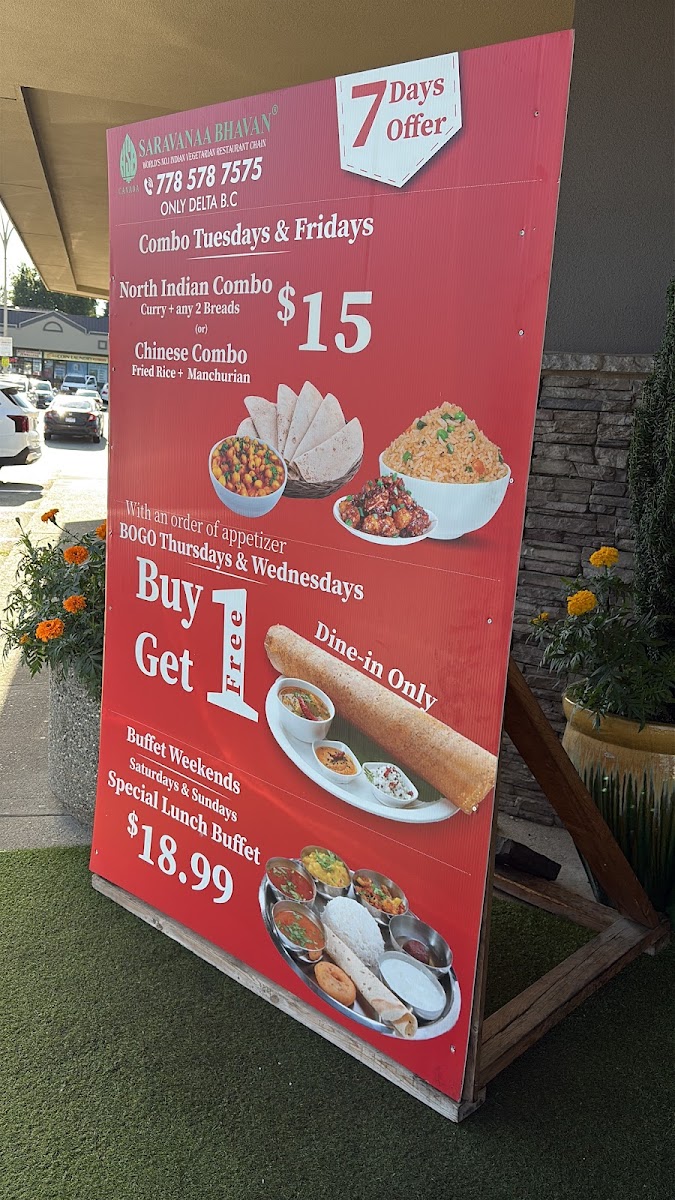 SARAVANAA BHAVAN®
WORLD'S NO.1 INDIAN VEGETARIAN RESTAURANT CHAIN
778 578 7575
ONLY DELTA B.C
7 Days
Offer
Combo Tuesdays & Fridays
North Indian Combo
Curry + any 2 Breads
(or)
Chinese Combo
Fried Rice + Manchurian
$15
With an order of appetizer
BOGO Thursdays & Wednesdays
Buy 1
Get
Free
Dine-in Only
Buffet Weekends
Saturdays & Sundays
Special Lunch Buffet
$18.99
COIN LAUNDRY